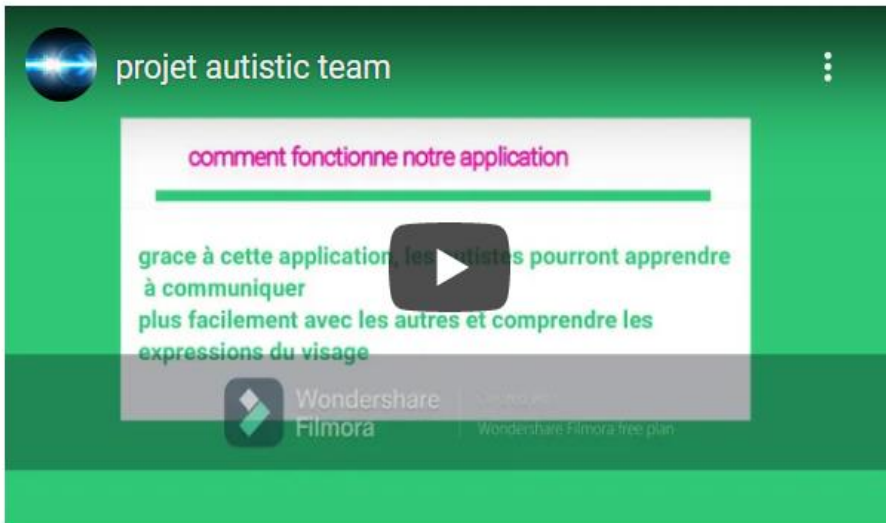 projet autistic team
comment fonctionne notre application
grace à cette application, les autistes pourront apprendre
à communiquer
plus facilement avec les autres et comprendre les
expressions du visage
Wondershare
Filmora
Wondershare Filmora free plan